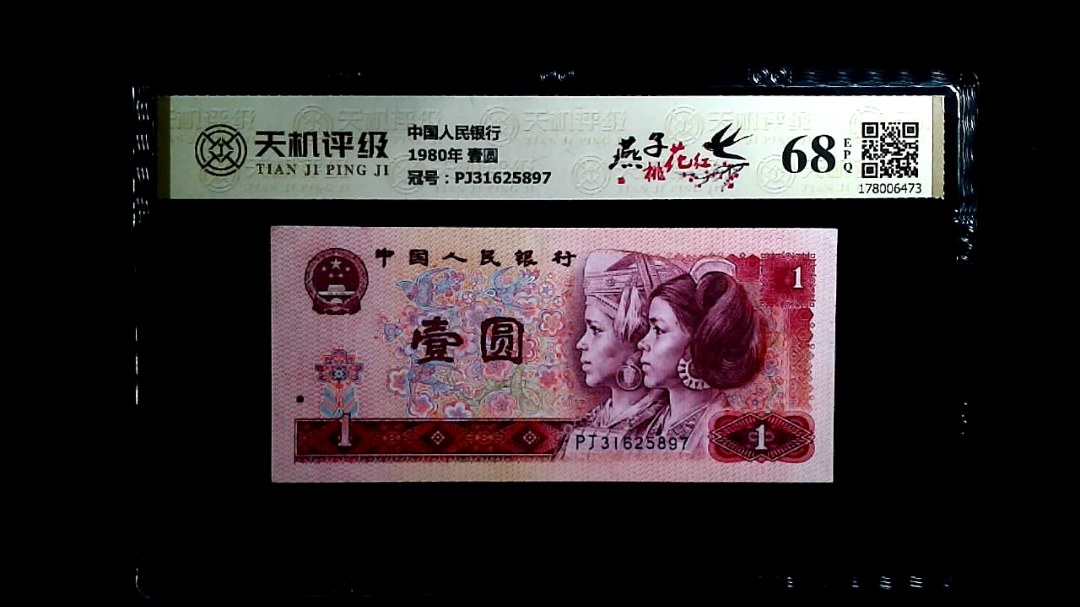 天机评级
TIAN JI PING JI
中国人民银行
1980年 壹圆
冠号：PJ31625897
燕子
桃花红
68
EPQ
178006473
中国人民银行
1
壹圆
1
PJ31625897
1